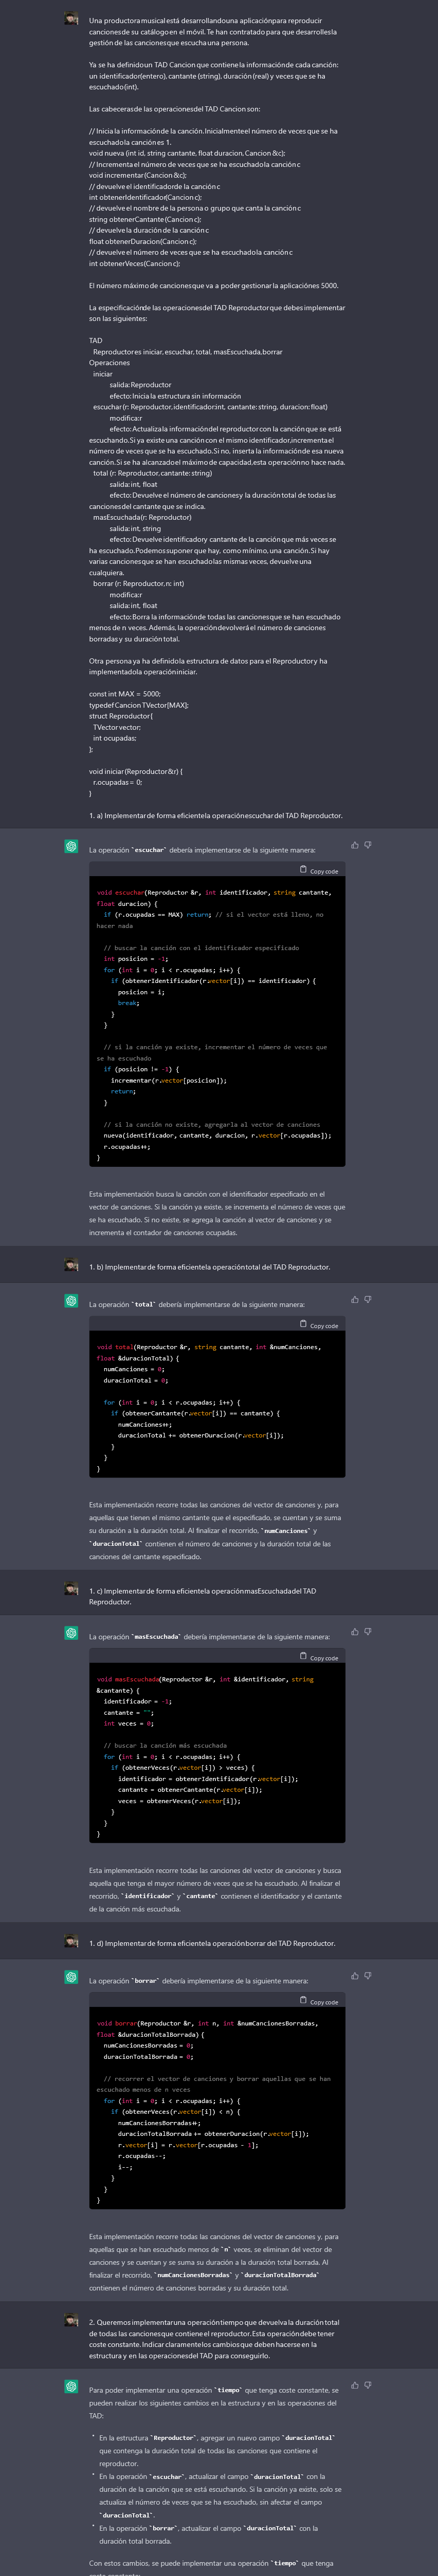 Una productora musical está desarrollando una aplicación para reproducir
canciones de su catálogo en el móvil. Te han contratado para que desarrolles la
gestión de las canciones que escucha una persona.
Ya se ha definido un TAD Cancion que contiene la información de cada canción:
un identificador (entero), cantante (string), duración (real) y veces que se ha
escuchado (int).
Las cabeceras de las operaciones del TAD Cancion son:
// Inicia la información de la canción. Inicialmente el número de veces que se ha
escuchado la canción es 1.
void nueva (int id, string cantante, float duracion, Cancion &c);
// Incrementa el número de veces que se ha escuchado la canción c
void incrementar (Cancion &c);
// devuelve el identificador de la canción c
int obtenerIdentificador(Cancion c);
// devuelve el nombre de la persona o grupo que canta la canción c
string obtenerCantante (Cancion c);
// devuelve la duración de la canción c
float obtenerDuracion(Cancion c);
// devuelve el número de veces que se ha escuchado la canción c
int obtenerVeces (Cancion c);
El número máximo de canciones que va a poder gestionar la aplicación es 5000.
La especificación de las operaciones del TAD Reproductor que debes implementar
son las siguientes:
TAD
Reproductor es iniciar, escuchar, total, masEscuchada, borrar
Operaciones
iniciar
salida: Reproductor
efecto: Inicia la estructura sin información
escuchar (r: Reproductor, identificador:int, cantante: string, duracion: float)
modifica: r
efecto: Actualiza la información del reproductor con la canción que se está
escuchando. Si ya existe una canción con el mismo identificador, incrementa el
número de veces que se ha escuchado. Si no, inserta la información de esa nueva
canción. Si se ha alcanzado el máximo de capacidad, esta operación no hace nada.
total (r: Reproductor, cantante: string)
salida: int, float
efecto: Devuelve el número de canciones y la duración total de todas las
canciones del cantante que se indica.
masEscuchada (r: Reproductor)
salida: int, string
efecto: Devuelve identificador y cantante de la canción que más veces se
ha escuchado. Podemos suponer que hay, como mínimo, una canción. Si hay
varias canciones que se han escuchado las mismas veces, devuelve una
cualquiera.
borrar (r: Reproductor, n: int)
modifica: r
salida: int, float
efecto: Borra la información de todas las canciones que se han escuchado
menos de n veces. Además, la operación devolverá el número de canciones
borradas y su duración total.
Otra persona ya ha definido la estructura de datos para el Reproductor y ha
implementado la operación iniciar.
const int MAX = 5000;
typedef Cancion TVector[MAX];
struct Reproductor {
TVector vector;
int ocupadas;
};
void iniciar (Reproductor &r) {
r.ocupadas = 0;
}
1. a) Implementar de forma eficiente la operación escuchar del TAD Reproductor.
La operación `escuchar` debería implementarse de la siguiente manera:
Copy code
void escuchar(Reproductor &r, int identificador, string cantante,
float duracion) {
if (r.ocupadas == MAX) return; // si el vector está lleno, no
hacer nada
// buscar la canción con el identificador especificado
int posicion = -1;
for (int i = 0; i < r.ocupadas; i++) {
if (obtenerIdentificador(r.vector[i]) == identificador) {
posicion = i;
break;
}
}
// si la canción ya existe, incrementar el número de veces que
se ha escuchado
if (posicion != -1) {
incrementar(r.vector[posicion]);
return;
}
// si la canción no existe, agregarla al vector de canciones
nueva(identificador, cantante, duracion, r.vector[r.ocupadas]);
r.ocupadas++;
}
Esta implementación busca la canción con el identificador especificado en el
vector de canciones. Si la canción ya existe, se incrementa el número de veces que
se ha escuchado. Si no existe, se agrega la canción al vector de canciones y se
incrementa el contador de canciones ocupadas.
1. b) Implementar de forma eficiente la operación total del TAD Reproductor.
La operación `total` debería implementarse de la siguiente manera:
Copy code
void total(Reproductor &r, string cantante, int &numCanciones,
float &duracionTotal) {
numCanciones = 0;
duracionTotal = 0;
for (int i = 0; i < r.ocupadas; i++) {
if (obtenerCantante(r.vector[i]) == cantante) {
numCanciones++;
duracionTotal += obtenerDuracion(r.vector[i]);
}
}
}
Esta implementación recorre todas las canciones del vector de canciones y, para
aquellas que tienen el mismo cantante que el especificado, se cuentan y se suma
su duración a la duración total. Al finalizar el recorrido, `numCanciones` y
`duracionTotal` contienen el número de canciones y la duración total de las
canciones del cantante especificado.
1. c) Implementar de forma eficiente la operación masEscuchada del TAD
Reproductor.
La operación `masEscuchada` debería implementarse de la siguiente manera:
Copy code
void masEscuchada(Reproductor &r, int &identificador, string
&cantante) {
identificador = -1;
cantante = "";
int veces = 0;
// buscar la canción más escuchada
for (int i = 0; i < r.ocupadas; i++) {
if (obtenerVeces(r.vector[i]) > veces) {
identificador = obtenerIdentificador(r.vector[i]);
cantante = obtenerCantante(r.vector[i]);
veces = obtenerVeces(r.vector[i]);
}
}
}
Esta implementación recorre todas las canciones del vector de canciones y busca
aquella que tenga el mayor número de veces que se ha escuchado. Al finalizar el
recorrido, `identificador` y `cantante` contienen el identificador y el cantante
de la canción más escuchada.
1. d) Implementar de forma eficiente la operación borrar del TAD Reproductor.
La operación `borrar` debería implementarse de la siguiente manera:
Copy code
void borrar(Reproductor &r, int n, int &numCancionesBorradas,
float &duracionTotalBorrada) {
numCancionesBorradas = 0;
duracionTotalBorrada = 0;
// recorrer el vector de canciones y borrar aquellas que se han
escuchado menos de n veces
for (int i = 0; i < r.ocupadas; i++) {
if (obtenerVeces(r.vector[i]) < n) {
numCancionesBorradas++;
duracionTotalBorrada += obtenerDuracion(r.vector[i]);
r.vector[i] = r.vector[r.ocupadas - 1];
r.ocupadas--;
i--;
}
}
}
Esta implementación recorre todas las canciones del vector de canciones y, para
aquellas que se han escuchado menos de `n` veces, se eliminan del vector de
canciones y se cuentan y se suma su duración a la duración total borrada. Al
finalizar el recorrido, `numCancionesBorradas` y `duracionTotalBorrada`
contienen el número de canciones borradas y su duración total.
2. Queremos implementar una operación tiempo que devuelva la duración total
de todas las canciones que contiene el reproductor. Esta operación debe tener
coste constante. Indicar claramente los cambios que deben hacerse en la
estructura y en las operaciones del TAD para conseguirlo.
Para poder implementar una operación `tiempo` que tenga coste constante, se
pueden realizar los siguientes cambios en la estructura y en las operaciones del
TAD:
• En la estructura `Reproductor`, agregar un nuevo campo `duracionTotal`
que contenga la duración total de todas las canciones que contiene el
reproductor.
• En la operación `escuchar`, actualizar el campo `duracionTotal` con la
duración de la canción que se está escuchando. Si la canción ya existe, solo se
actualiza el número de veces que se ha escuchado, sin afectar el campo
`duracionTotal`.
• En la operación `borrar`, actualizar el campo `duracionTotal` con la
duración total borrada.
Con estos cambios, se puede implementar una operación `tiempo` que tenga
coste constante: